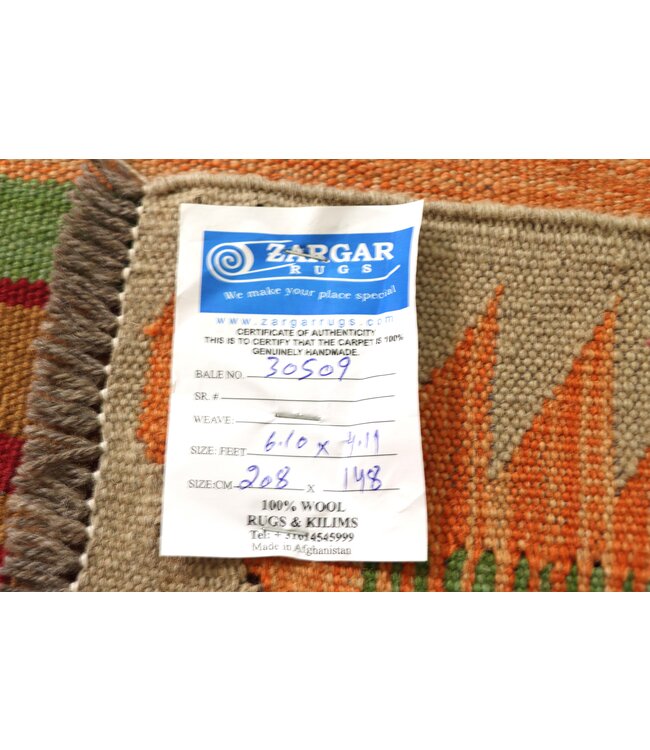 ZARGAR
RUGS
We make your place special
www.zargarrugs.com
CERTIFICATE OF AUTHENTICITY
THIS IS TO CERTIFY THAT THE CARPET IS 100%
GENUINELY HANDMADE.
BALE NO. 30509
SR. #
WEAVE:
SIZE: FEET 6.10 x 4.11
SIZE:CM 208 x 148
100% WOOL
RUGS & KILIMS
Tel: + 31614545999
Made in Afghanistan